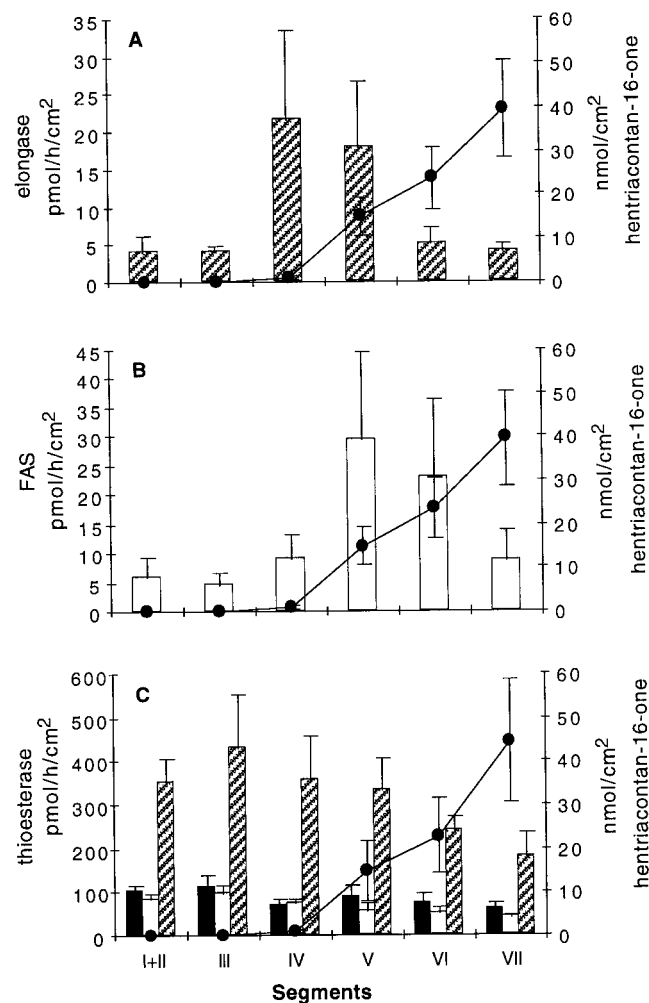 A
35
30
25
20
15
10
5
0
elongase
pmol/h/cm²
60
50
40
30
20
10
0
nmol/cm²
hentriacontan-16-one
B
45
40
35
30
25
20
15
10
5
0
FAS
pmol/h/cm²
60
50
40
30
20
10
0
nmol/cm²
hentriacontan-16-one
C
600
500
400
300
200
100
0
thioesterase
pmol/h/cm²
60
50
40
30
20
10
0
nmol/cm²
hentriacontan-16-one
I+II III IV V VI VII
Segments